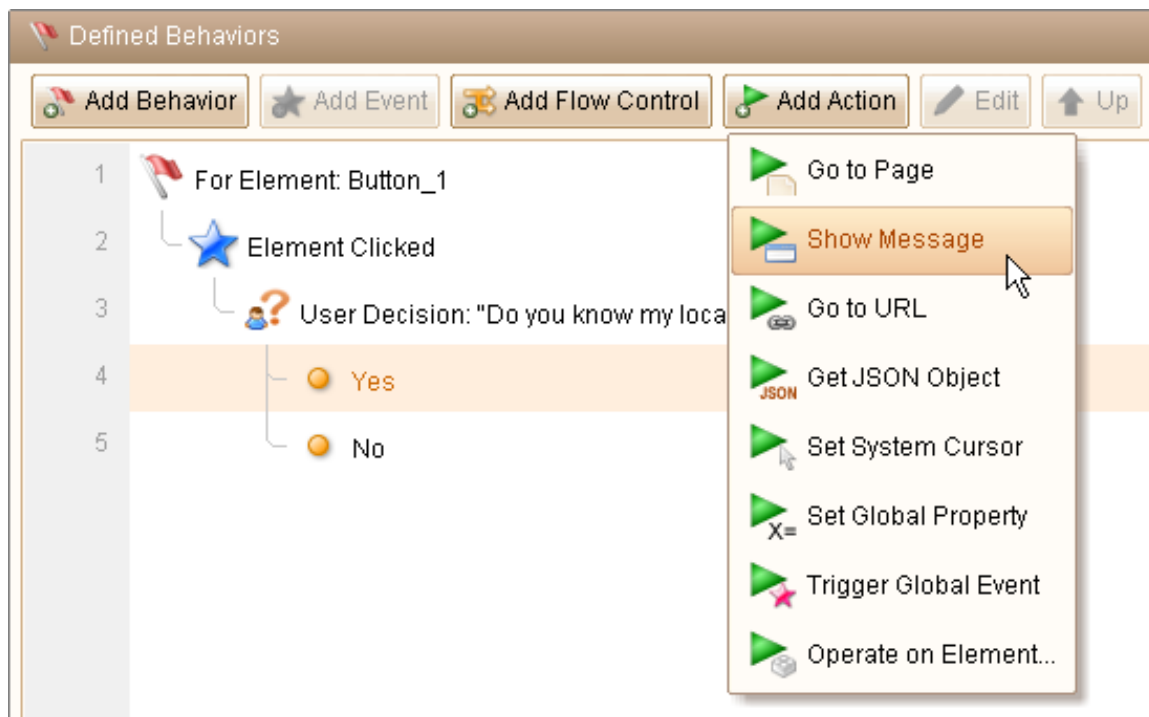 Defined Behaviors
Add Behavior Add Event Add Flow Control Add Action Edit Up
1 For Element: Button_1
2 Element Clicked
3 User Decision: "Do you know my loca
4 Yes
5 No
Go to Page
Show Message
Go to URL
JSON Get JSON Object
Set System Cursor
X= Set Global Property
Trigger Global Event
Operate on Element...